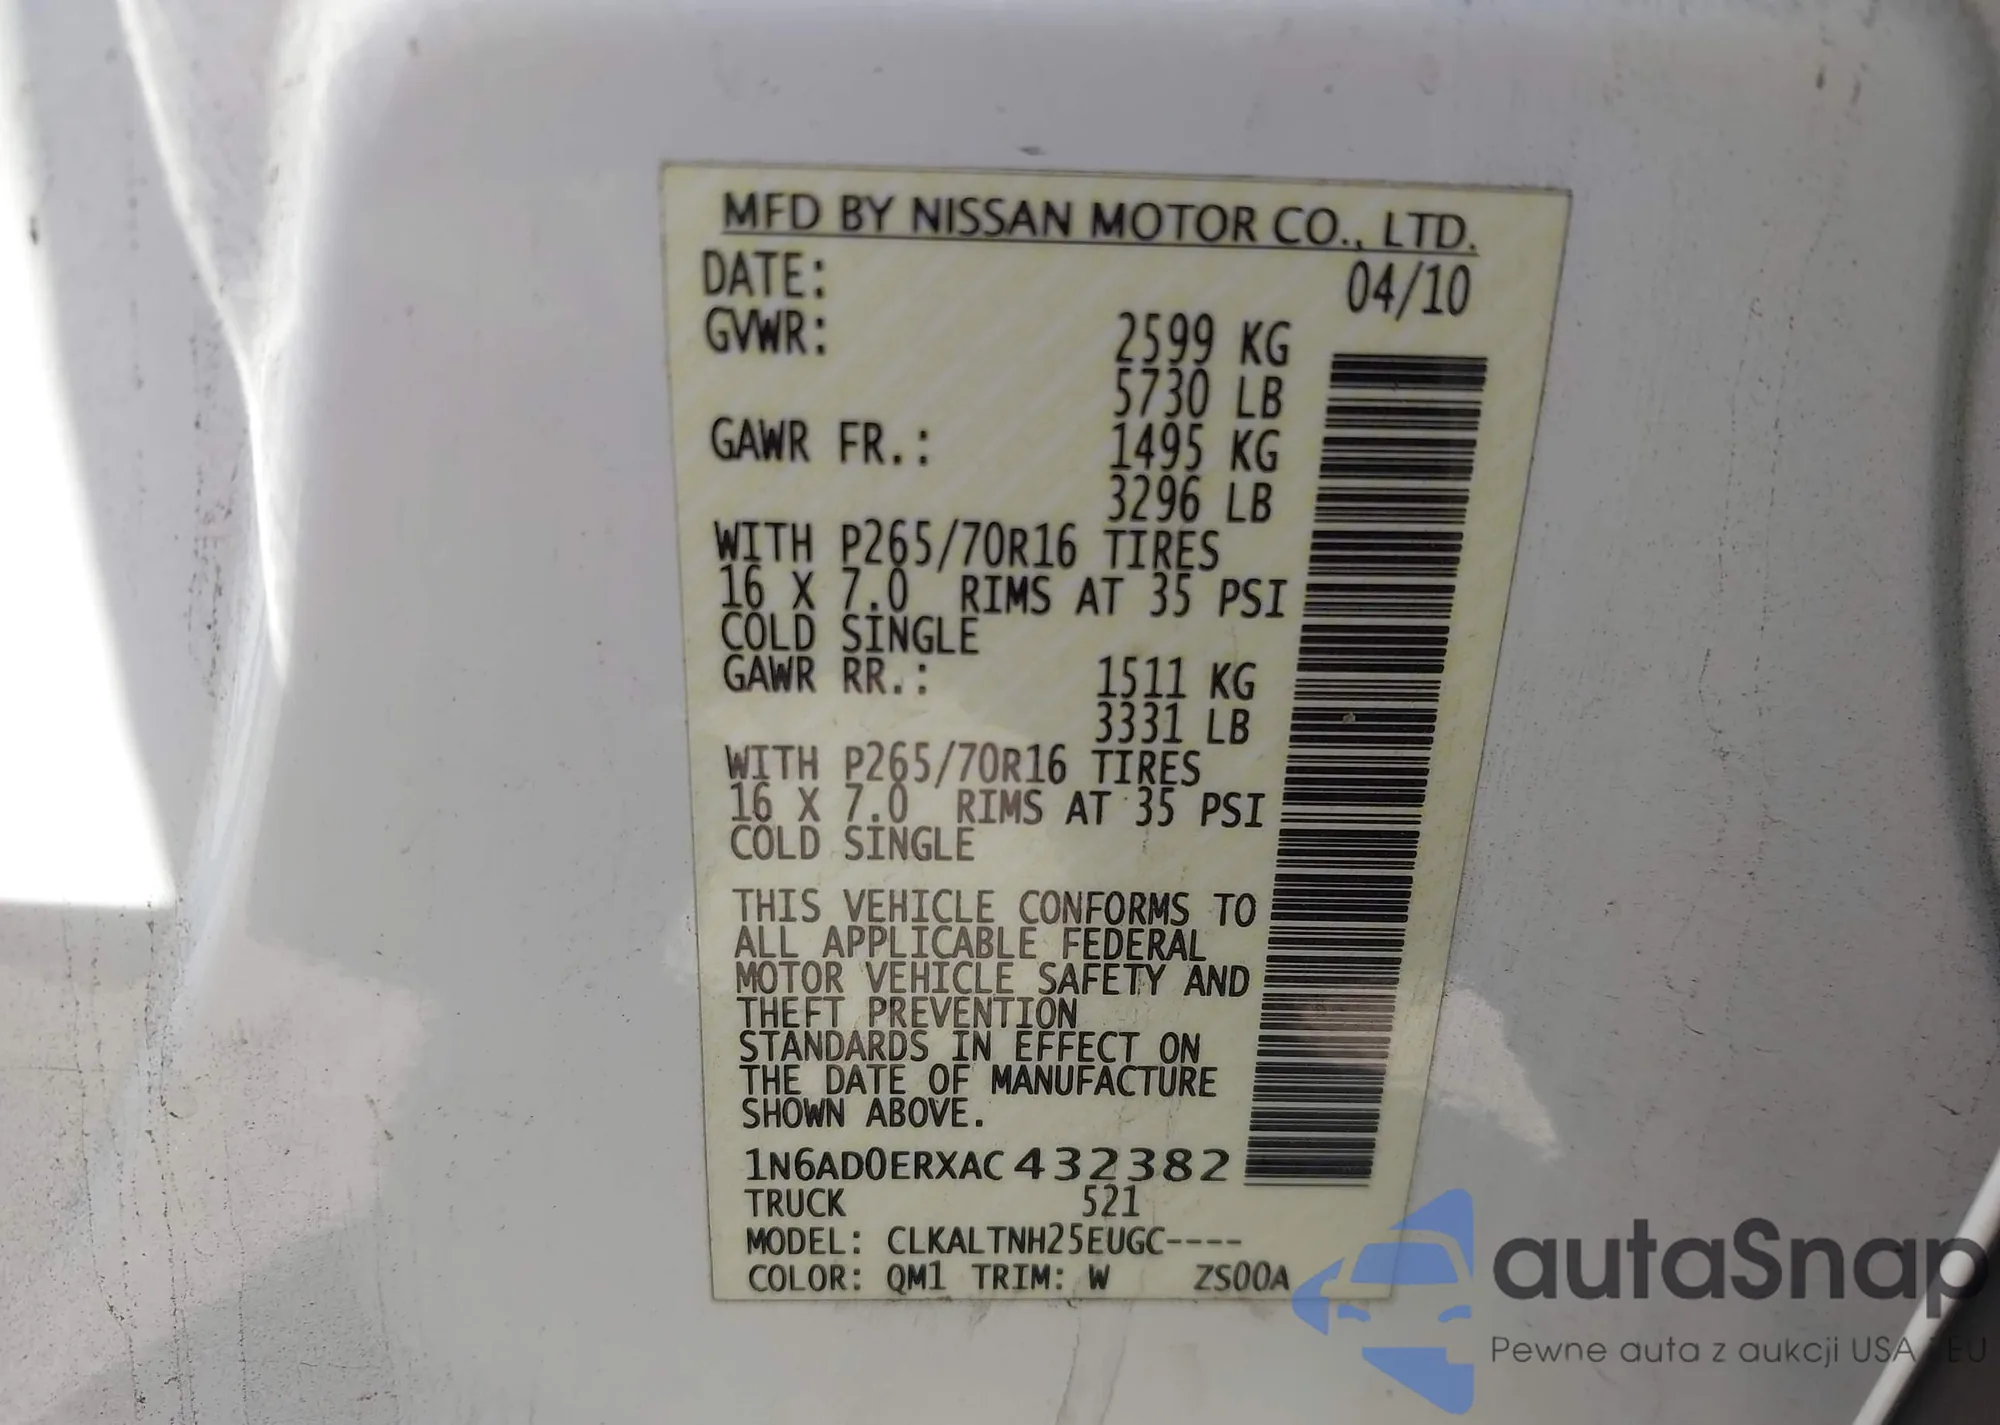 MFD BY NISSAN MOTOR CO., LTD.
DATE: 04/10
GVWR: 2599 KG
5730 LB
GAWR FR.: 1495 KG
3296 LB
WITH P265/70R16 TIRES
16 X 7.0 RIMS AT 35 PSI
COLD SINGLE
GAWR RR.: 1511 KG
3331 LB
WITH P265/70R16 TIRES
16 X 7.0 RIMS AT 35 PSI
COLD SINGLE
THIS VEHICLE CONFORMS TO
ALL APPLICABLE FEDERAL
MOTOR VEHICLE SAFETY AND
THEFT PREVENTION
STANDARDS IN EFFECT ON
THE DATE OF MANUFACTURE
SHOWN ABOVE.
1N6AD0ERXAC432382
TRUCK 521
MODEL: CLKALTNH25EUGC----
COLOR: QM1 TRIM: W ZS00A
autaSnap
Pewne auta z aukcji USA i EU